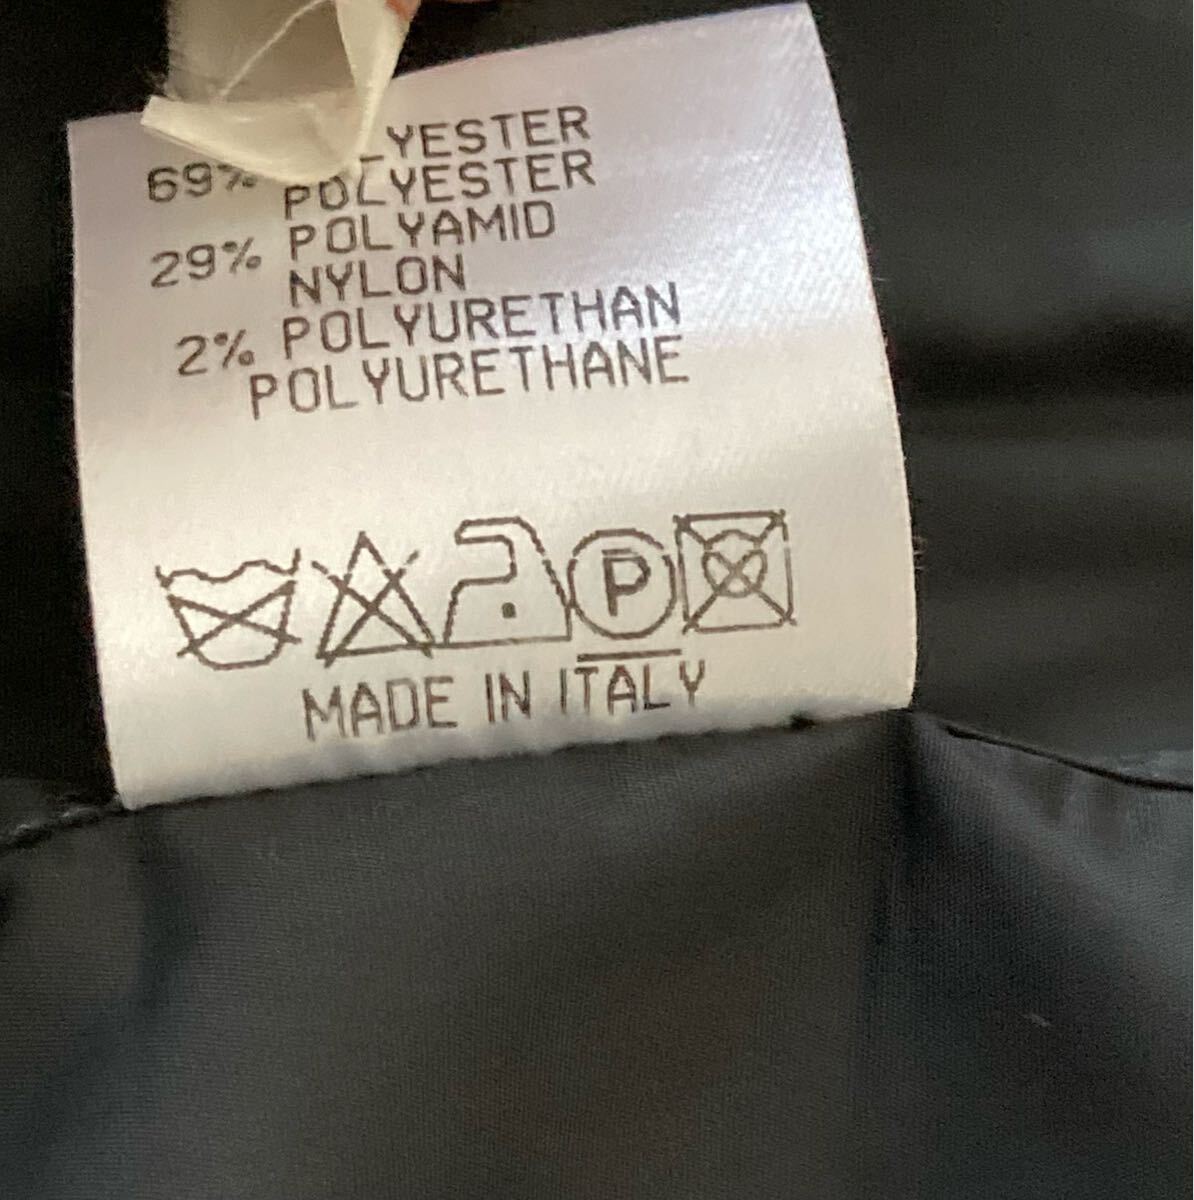 YESTER
69% POLYESTER
29% POLYAMID
NYLON
2% POLYURETHAN
POLYURETHANE
P
MADE IN ITALY